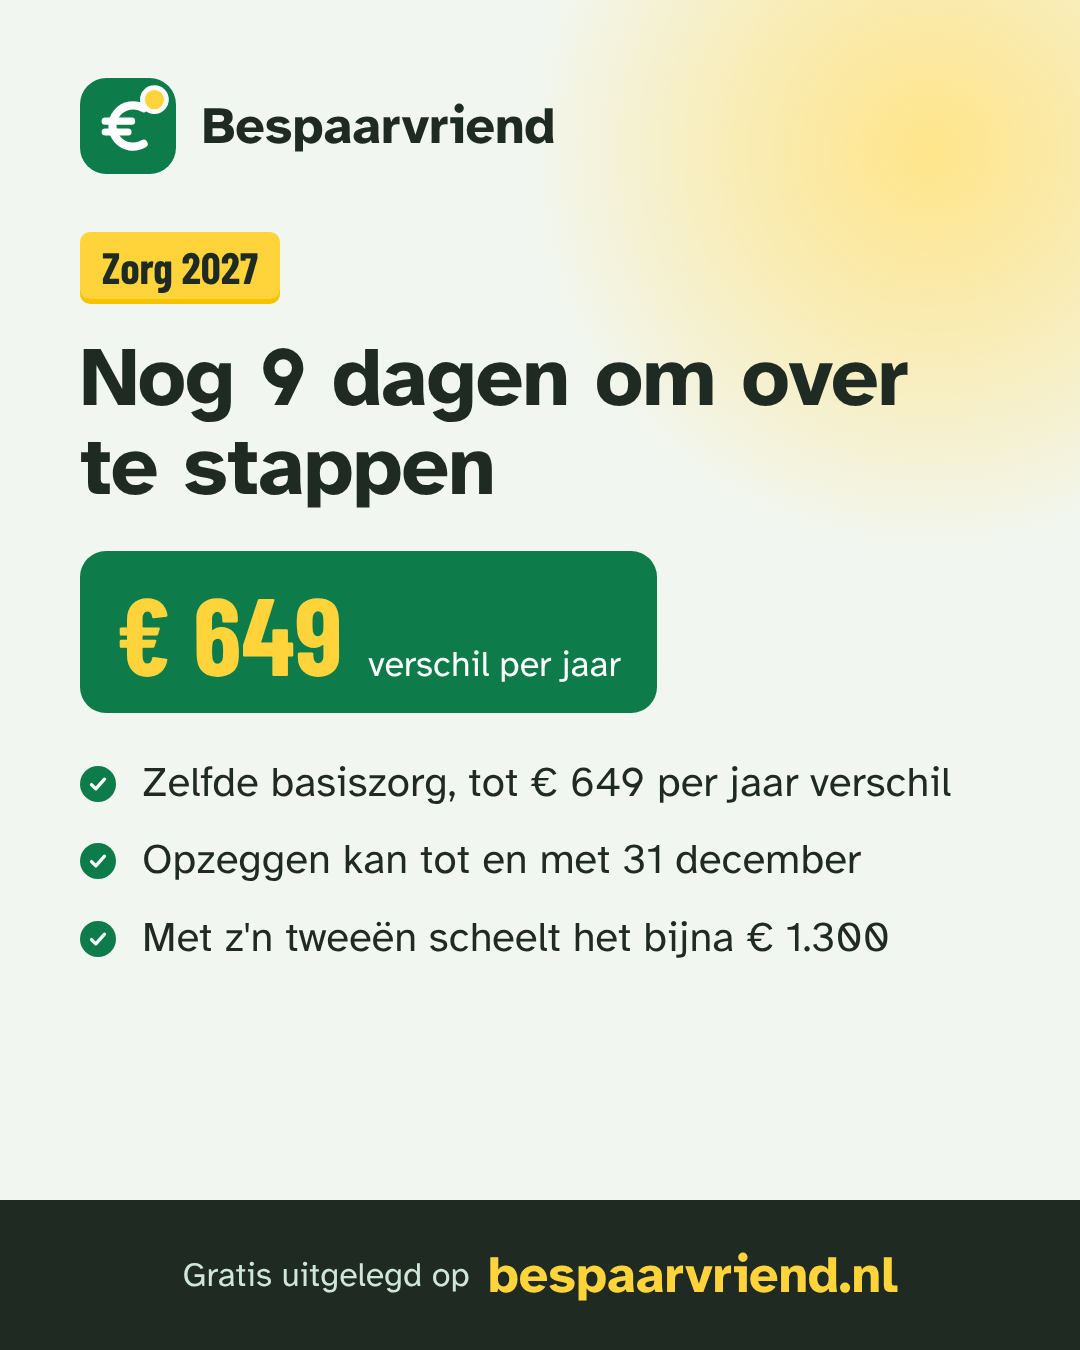 Bespaarvriend
Zorg 2027
Nog 9 dagen om over
te stappen
€ 649 verschil per jaar
Zelfde basiszorg, tot € 649 per jaar verschil
Opzeggen kan tot en met 31 december
Met z'n tweeën scheelt het bijna € 1.300
Gratis uitgelegd op bespaarvriend.nl